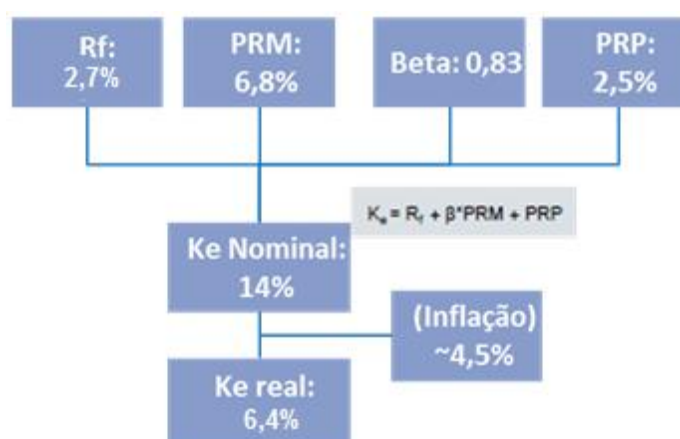 Rf:
2,7%
PRM:
6,8%
Beta: 0,83
PRP:
2,5%
Kₑ = R_f + β*PRM + PRP
Ke Nominal:
14%
(Inflação)
~4,5%
Ke real:
6,4%